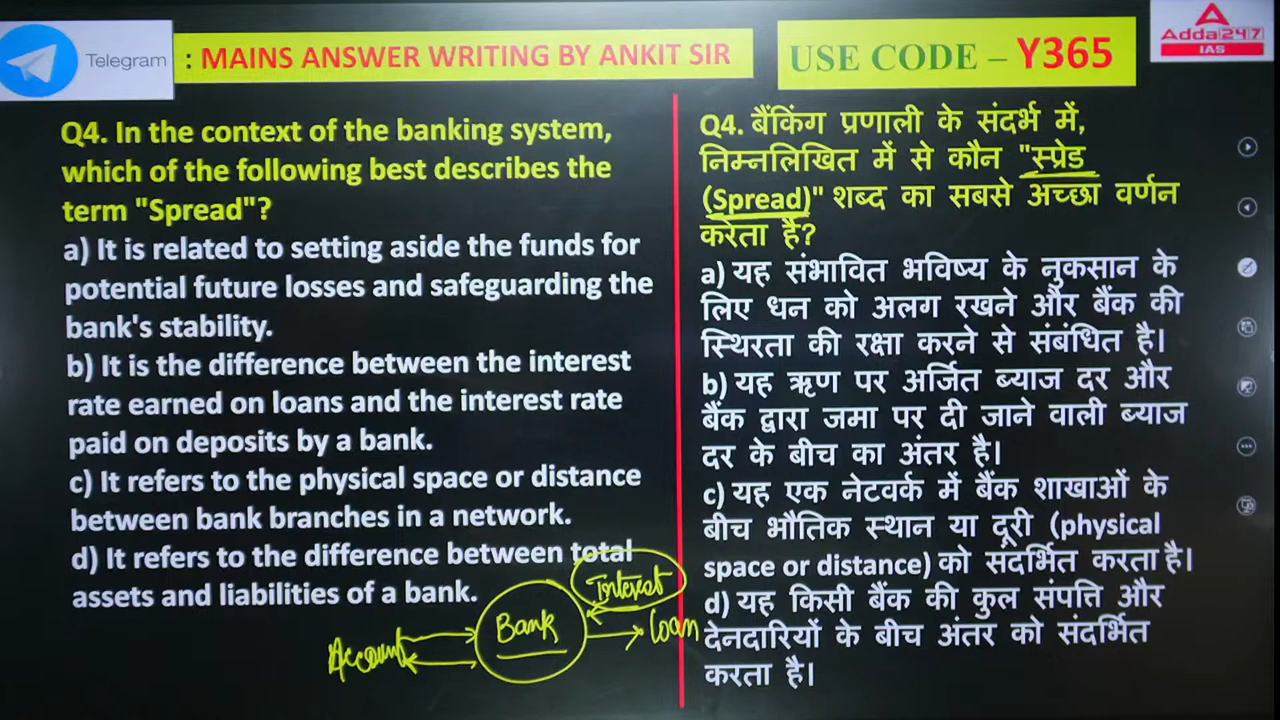 Telegram
: MAINS ANSWER WRITING BY ANKIT SIR
USE CODE – Y365
Adda 247
IAS
Q4. In the context of the banking system,
which of the following best describes the
term "Spread"?
a) It is related to setting aside the funds for
potential future losses and safeguarding the
bank's stability.
b) It is the difference between the interest
rate earned on loans and the interest rate
paid on deposits by a bank.
c) It refers to the physical space or distance
between bank branches in a network.
d) It refers to the difference between total
assets and liabilities of a bank.
Interest
Bank
Loan
Account
Q4. बैंकिंग प्रणाली के संदर्भ में,
निम्नलिखित में से कौन "स्प्रेड
(Spread)" शब्द का सबसे अच्छा वर्णन
करता है?
a) यह संभावित भविष्य के नुकसान के
लिए धन को अलग रखने और बैंक की
स्थिरता की रक्षा करने से संबंधित है।
b) यह ऋण पर अर्जित ब्याज दर और
बैंक द्वारा जमा पर दी जाने वाली ब्याज
दर के बीच का अंतर है।
c) यह एक नेटवर्क में बैंक शाखाओं के
बीच भौतिक स्थान या दूरी (physical
space or distance) को संदर्भित करता है।
d) यह किसी बैंक की कुल संपत्ति और
देनदारियों के बीच अंतर को संदर्भित
करता है।